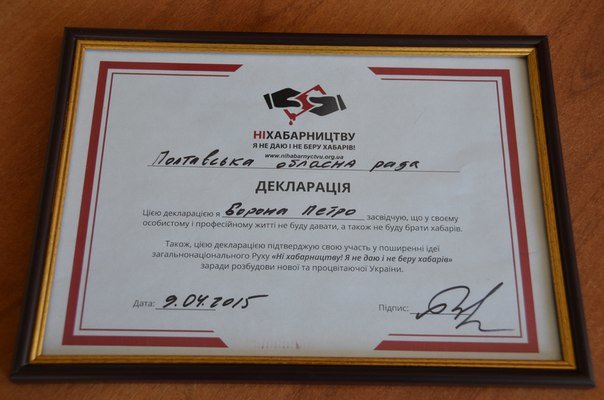 НІХАБАРНИЦТВУ
Я НЕ ДАЮ І НЕ БЕРУ ХАБАРІВ!
www.nihabarnyctvu.org.ua
Полтавська обласна рада
ДЕКЛАРАЦІЯ
Цією декларацією я Ворона Петро засвідчую, що у своєму
особистому і професійному житті не буду давати, а також не буду брати хабарів.
Також, цією декларацією підтверджую свою участь у поширенні ідеї
загальнонаціонального Руху «Ні хабарництву! Я не даю і не беру хабарів»
заради розбудови нової та процвітаючої України.
Дата: 9.04.2015 Підпис: